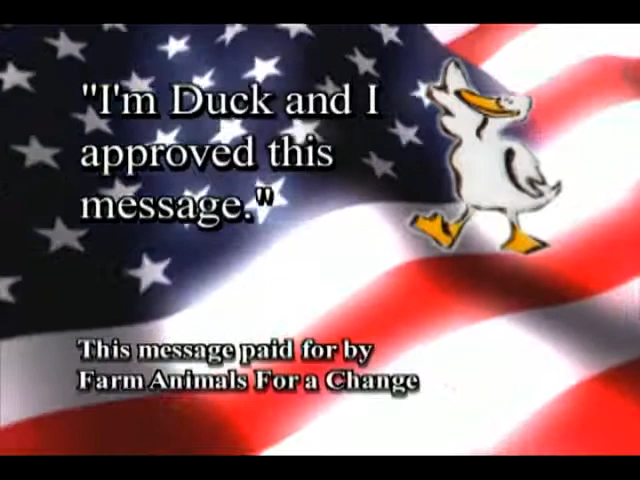 "I'm Duck and I
approved this
message."
This message paid for by
Farm Animals For a Change